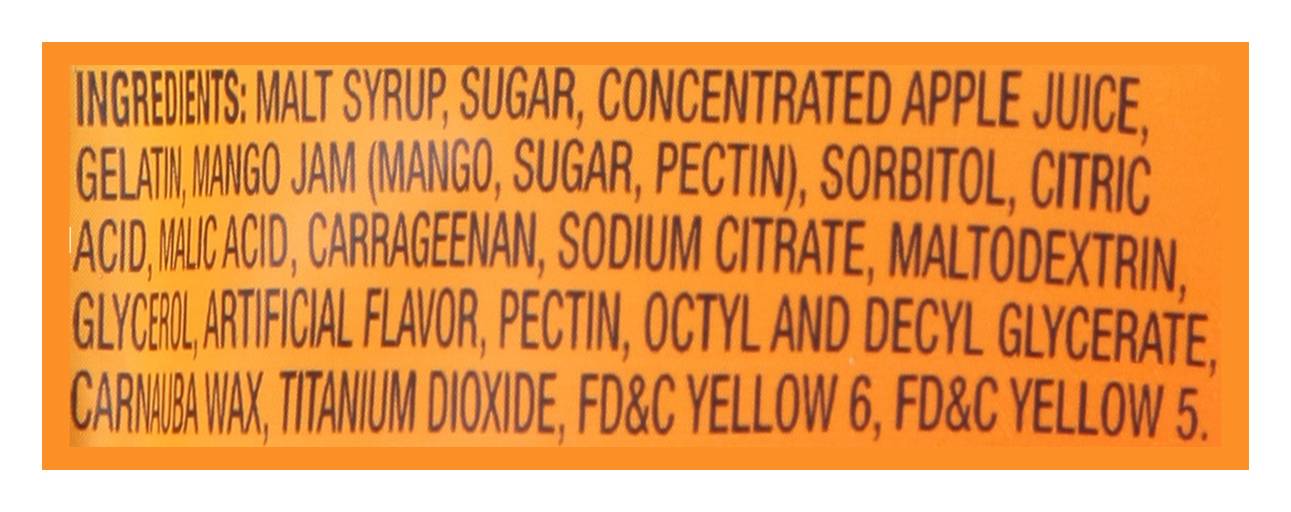 INGREDIENTS: MALT SYRUP, SUGAR, CONCENTRATED APPLE JUICE,
GELATIN, MANGO JAM (MANGO, SUGAR, PECTIN), SORBITOL, CITRIC
ACID, MALIC ACID, CARRAGEENAN, SODIUM CITRATE, MALTODEXTRIN,
GLYCEROL, ARTIFICIAL FLAVOR, PECTIN, OCTYL AND DECYL GLYCERATE,
CARNAUBA WAX, TITANIUM DIOXIDE, FD&C YELLOW 6, FD&C YELLOW 5.